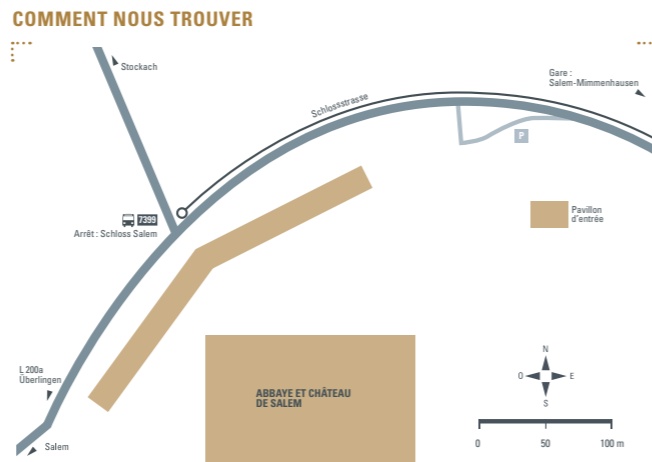 COMMENT NOUS TROUVER
Stockach
Gare :
Salem-Mimmenhausen
Schlossstrasse
P
7399
Arrêt : Schloss Salem
Pavillon
d'entrée
L 200a
Überlingen
ABBAYE ET CHÂTEAU
DE SALEM
N
O
E
S
Salem
0
50
100 m